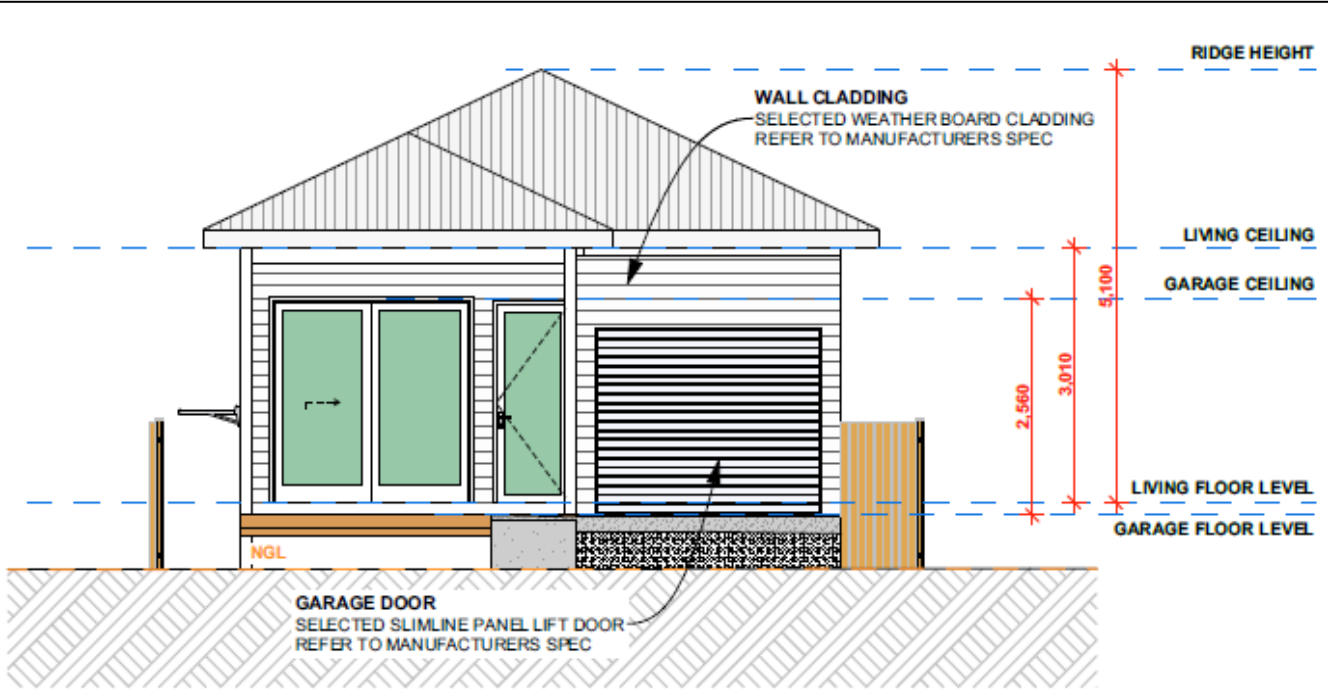 RIDGE HEIGHT
WALL CLADDING
SELECTED WEATHERBOARD CLADDING
REFER TO MANUFACTURERS SPEC
LIVING CEILING
GARAGE CEILING
5,100
3,010
2,560
LIVING FLOOR LEVEL
GARAGE FLOOR LEVEL
NGL
GARAGE DOOR
SELECTED SLIMLINE PANEL LIFT DOOR
REFER TO MANUFACTURERS SPEC